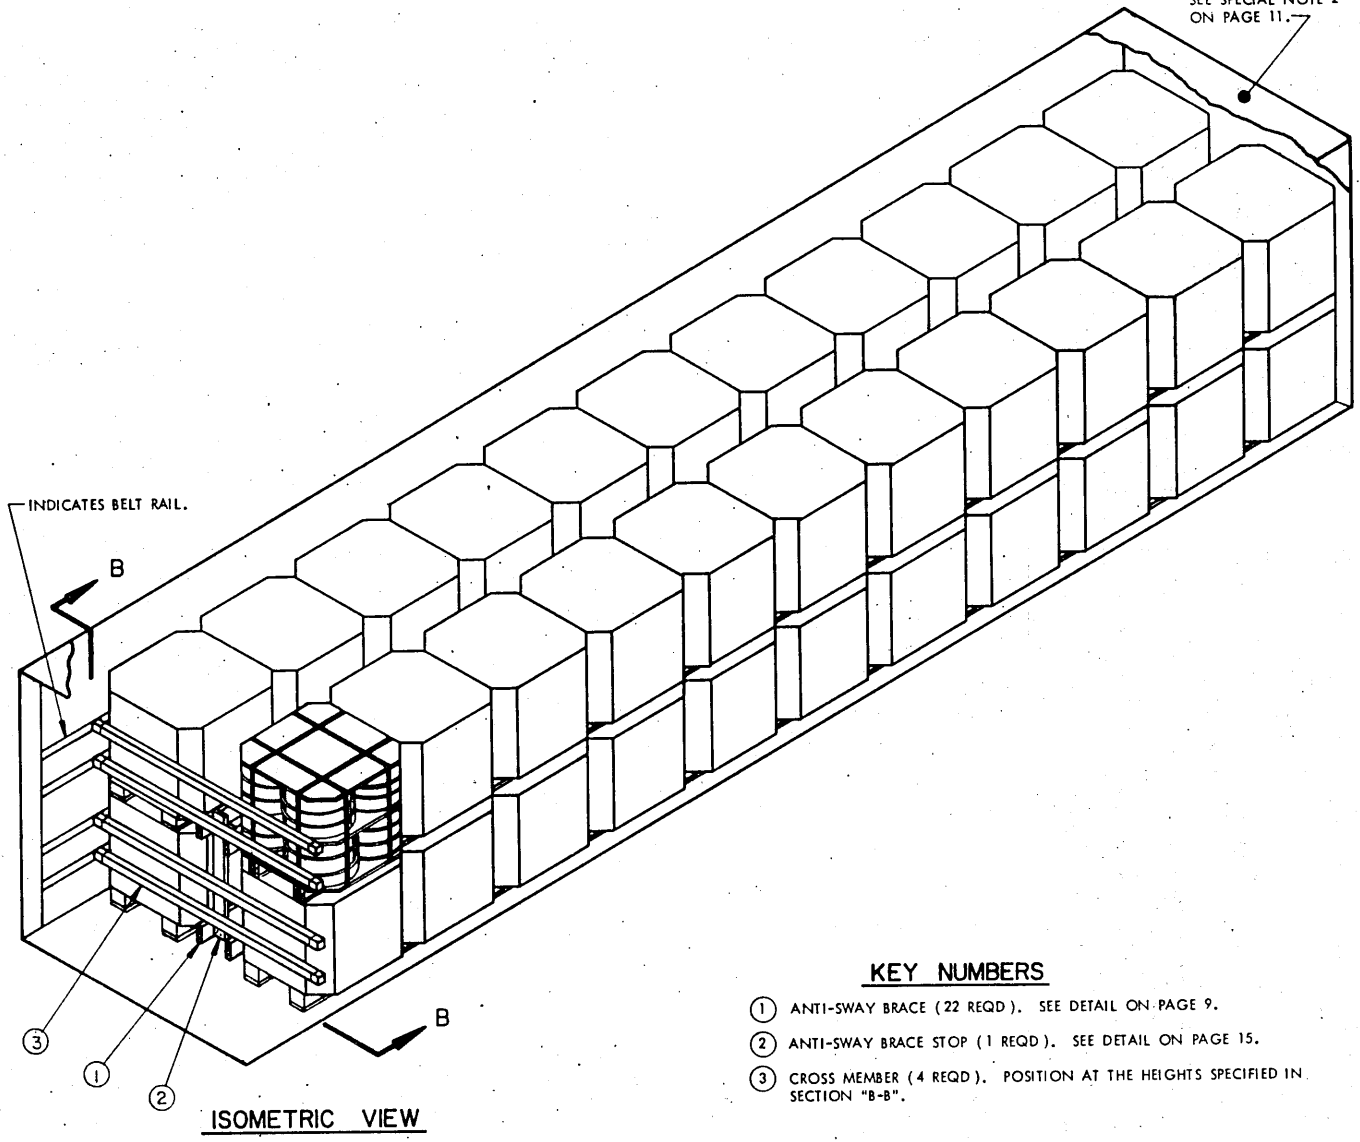 SEE SPECIAL NOTE 2
ON PAGE 11.
INDICATES BELT RAIL.
B
B
3
1
2
ISOMETRIC VIEW
KEY NUMBERS
1 ANTI-SWAY BRACE (22 REQD). SEE DETAIL ON PAGE 9.
2 ANTI-SWAY BRACE STOP (1 REQD). SEE DETAIL ON PAGE 15.
3 CROSS MEMBER (4 REQD). POSITION AT THE HEIGHTS SPECIFIED IN
SECTION "B-B".